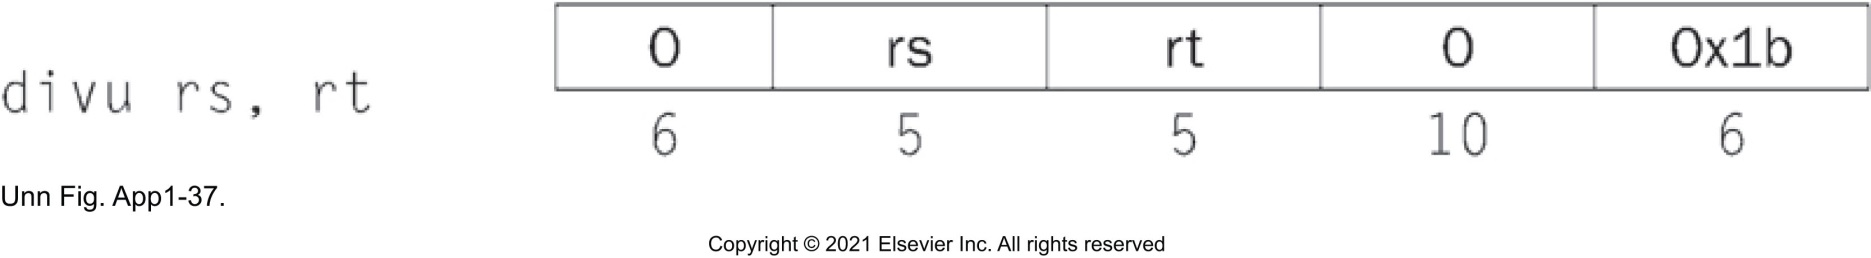 0 rs rt 0 0x1b
divu rs, rt
6 5 5 10 6
Unn Fig. App1-37.
Copyright © 2021 Elsevier Inc. All rights reserved